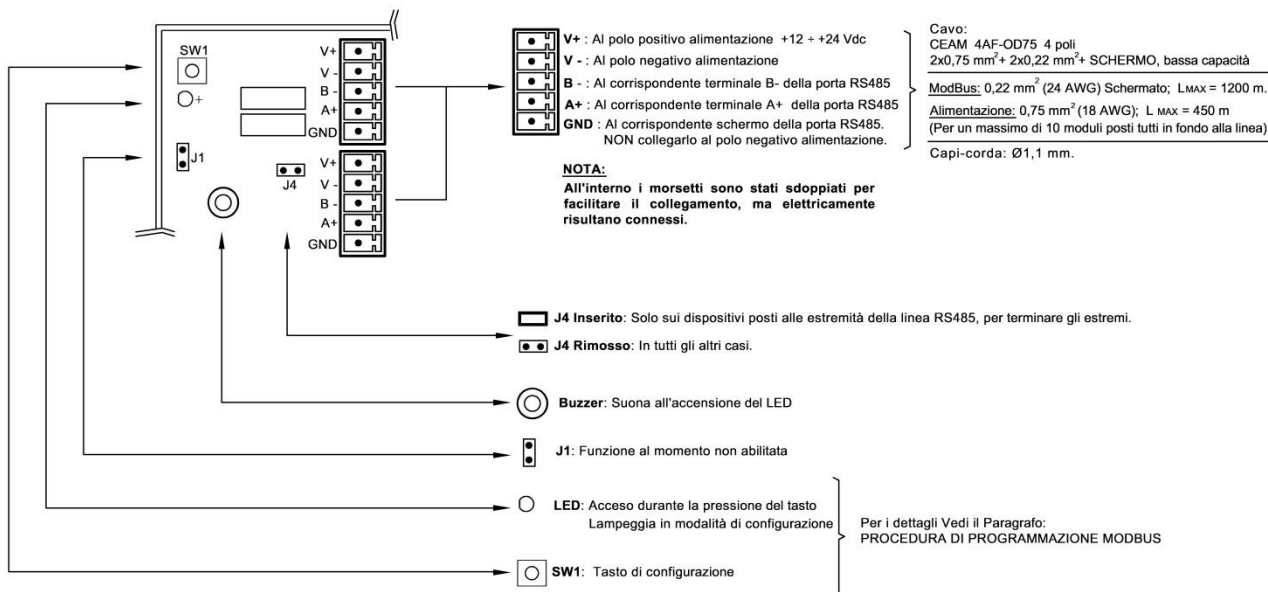 SW1
+
J1
J4
V+
V -
B -
A+
GND
V+
V -
B -
A+
GND
V+ : Al polo positivo alimentazione +12 ÷ +24 Vdc
V - : Al polo negativo alimentazione
B - : Al corrispondente terminale B- della porta RS485
A+ : Al corrispondente terminale A+ della porta RS485
GND : Al corrispondente schermo della porta RS485.
NON collegarlo al polo negativo alimentazione.
NOTA:
All'interno i morsetti sono stati sdoppiati per
facilitare il collegamento, ma elettricamente
risultano connessi.
Cavo:
CEAM 4AF-OD75 4 poli
2x0,75 mm²+ 2x0,22 mm²+ SCHERMO, bassa capacità
ModBus: 0,22 mm² (24 AWG) Schermato; LMAX = 1200 m.
Alimentazione: 0,75 mm² (18 AWG); L MAX = 450 m
(Per un massimo di 10 moduli posti tutti in fondo alla linea)
Capi-corda: Ø1,1 mm.
J4 Inserito: Solo sui dispositivi posti alle estremità della linea RS485, per terminare gli estremi.
J4 Rimosso: In tutti gli altri casi.
Buzzer: Suona all'accensione del LED
J1: Funzione al momento non abilitata
LED: Acceso durante la pressione del tasto
Lampeggia in modalità di configurazione
SW1: Tasto di configurazione
Per i dettagli Vedi il Paragrafo:
PROCEDURA DI PROGRAMMAZIONE MODBUS